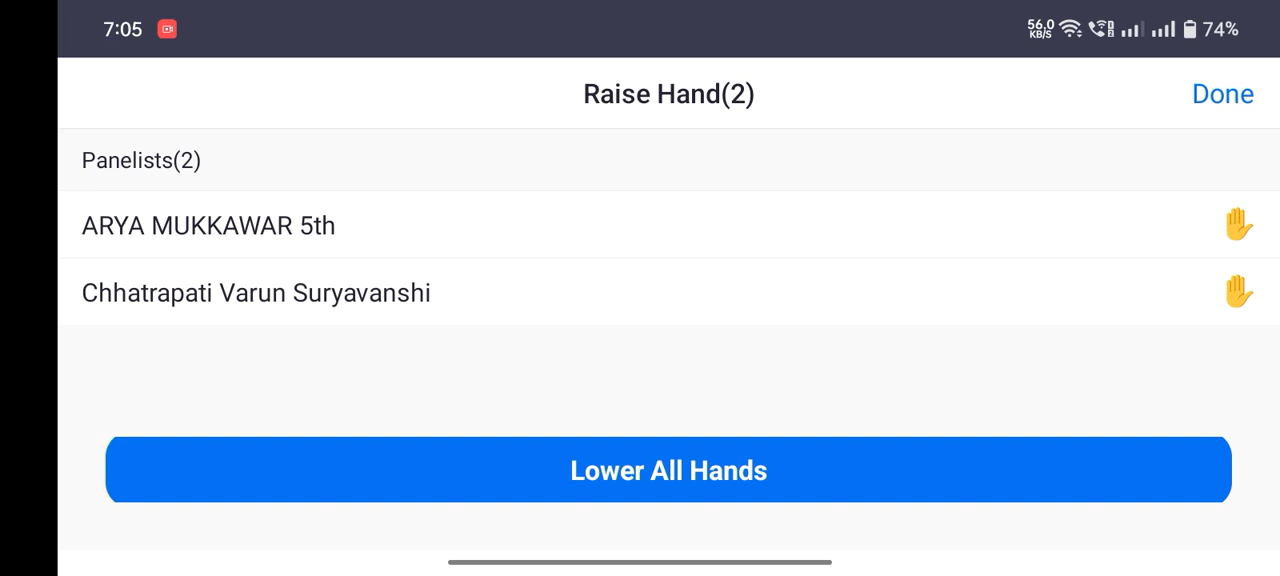 7:05
56.0 KB/S
74%
Raise Hand(2)
Done
Panelists(2)
ARYA MUKKAWAR 5th
Chhatrapati Varun Suryavanshi
Lower All Hands